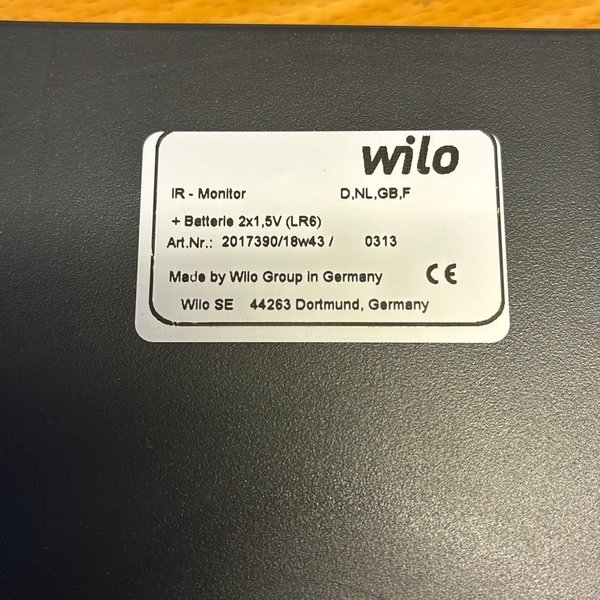 wilo
IR - Monitor D,NL,GB,F
+ Batterie 2x1,5V (LR6)
Art.Nr.: 2017390/18w43 / 0313
Made by Wilo Group in Germany CE
Wilo SE 44263 Dortmund, Germany